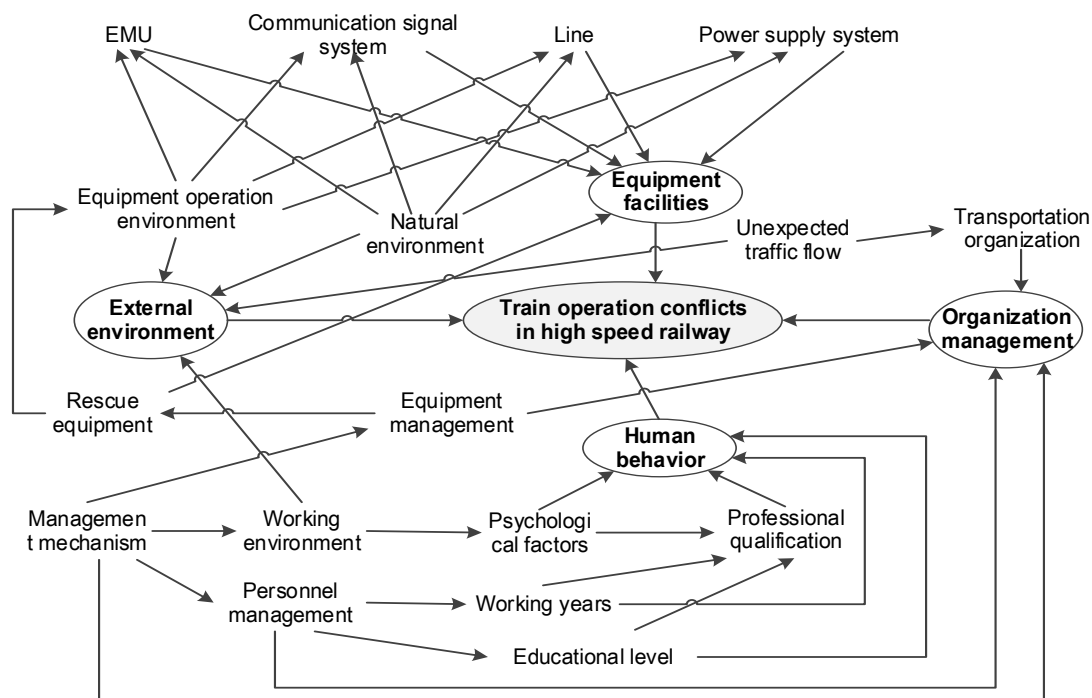 EMU
Communication signal
system
Line
Power supply system
Equipment operation
environment
Natural
environment
Equipment
facilities
Unexpected
traffic flow
Transportation
organization
External
environment
Train operation conflicts
in high speed railway
Organization
management
Rescue
equipment
Equipment
management
Human
behavior
Managemen
t mechanism
Working
environment
Psychologi
cal factors
Professional
qualification
Personnel
management
Working years
Educational level